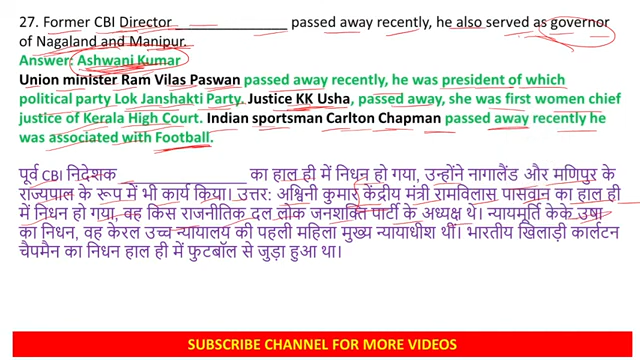 27. Former CBI Director ________________ passed away recently, he also served as governor
of Nagaland and Manipur.
Answer: Ashwani Kumar
Union minister Ram Vilas Paswan passed away recently, he was president of which
political party Lok Janshakti Party. Justice KK Usha, passed away, she was first women chief
justice of Kerala High Court. Indian sportsman Carlton Chapman passed away recently he
was associated with Football.
पूर्व CBI निदेशक ________________ का हाल ही में निधन हो गया, उन्होंने नागालैंड और मणिपुर के
राज्यपाल के रूप में भी कार्य किया। उत्तर: अश्विनी कुमार केंद्रीय मंत्री रामविलास पासवान का हाल ही
में निधन हो गया, वह किस राजनीतिक दल लोक जनशक्ति पार्टी के अध्यक्ष थे। न्यायमूर्ति केके उषा
का निधन, वह केरल उच्च न्यायालय की पहली महिला मुख्य न्यायाधीश थीं। भारतीय खिलाड़ी कार्लटन
चैपमैन का निधन हाल ही में फुटबॉल से जुड़ा हुआ था।
SUBSCRIBE CHANNEL FOR MORE VIDEOS